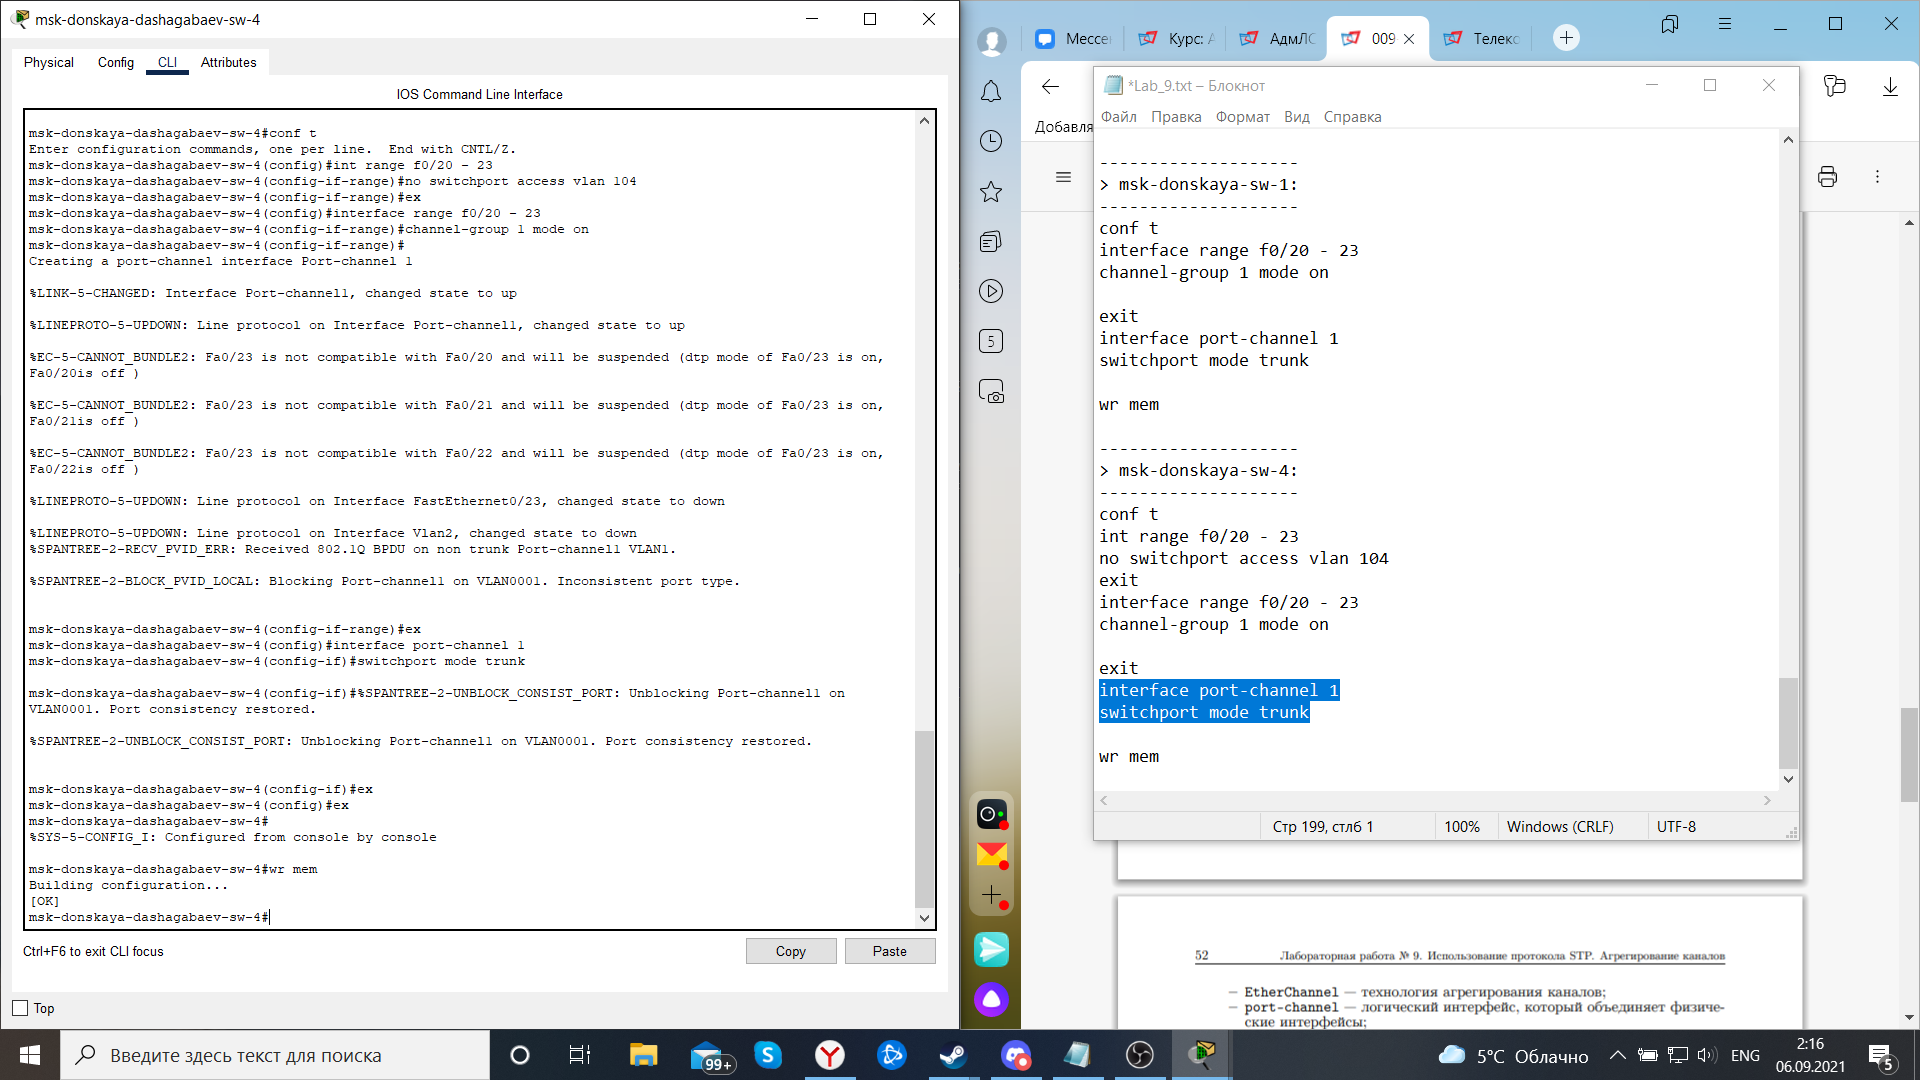 msk-donskaya-dashagabaev-sw-4
Physical
Config
CLI
Attributes
IOS Command Line Interface
msk-donskaya-dashagabaev-sw-4#conf t
Enter configuration commands, one per line.  End with CNTL/Z.
msk-donskaya-dashagabaev-sw-4(config)#int range f0/20 - 23
msk-donskaya-dashagabaev-sw-4(config-if-range)#no switchport access vlan 104
msk-donskaya-dashagabaev-sw-4(config-if-range)#ex
msk-donskaya-dashagabaev-sw-4(config)#interface range f0/20 - 23
msk-donskaya-dashagabaev-sw-4(config-if-range)#channel-group 1 mode on
msk-donskaya-dashagabaev-sw-4(config-if-range)#
Creating a port-channel interface Port-channel 1
%LINK-5-CHANGED: Interface Port-channel1, changed state to up
%LINEPROTO-5-UPDOWN: Line protocol on Interface Port-channel1, changed state to up
%EC-5-CANNOT_BUNDLE2: Fa0/23 is not compatible with Fa0/20 and will be suspended (dtp mode of Fa0/23 is on,
Fa0/20is off )
%EC-5-CANNOT_BUNDLE2: Fa0/23 is not compatible with Fa0/21 and will be suspended (dtp mode of Fa0/23 is on,
Fa0/21is off )
%EC-5-CANNOT_BUNDLE2: Fa0/23 is not compatible with Fa0/22 and will be suspended (dtp mode of Fa0/23 is on,
Fa0/22is off )
%LINEPROTO-5-UPDOWN: Line protocol on Interface FastEthernet0/23, changed state to down
%LINEPROTO-5-UPDOWN: Line protocol on Interface Vlan2, changed state to down
%SPANTREE-2-RECV_PVID_ERR: Received 802.1Q BPDU on non trunk Port-channel1 VLAN1.
%SPANTREE-2-BLOCK_PVID_LOCAL: Blocking Port-channel1 on VLAN0001. Inconsistent port type.
msk-donskaya-dashagabaev-sw-4(config-if-range)#ex
msk-donskaya-dashagabaev-sw-4(config)#interface port-channel 1
msk-donskaya-dashagabaev-sw-4(config-if)#switchport mode trunk
msk-donskaya-dashagabaev-sw-4(config-if)#%SPANTREE-2-UNBLOCK_CONSIST_PORT: Unblocking Port-channel1 on
VLAN0001. Port consistency restored.
%SPANTREE-2-UNBLOCK_CONSIST_PORT: Unblocking Port-channel1 on VLAN0001. Port consistency restored.
msk-donskaya-dashagabaev-sw-4(config-if)#ex
msk-donskaya-dashagabaev-sw-4(config)#ex
msk-donskaya-dashagabaev-sw-4#
%SYS-5-CONFIG_I: Configured from console by console
msk-donskaya-dashagabaev-sw-4#wr mem
Building configuration...
[OK]
msk-donskaya-dashagabaev-sw-4#
Ctrl+F6 to exit CLI focus
Copy
Paste
Top
Мессе
Курс: А
АдмЛО
009
Телекс
5
Добавля
*Lab_9.txt – Блокнот
Файл Правка Формат Вид Справка
--------------------
> msk-donskaya-sw-1:
--------------------
conf t
interface range f0/20 - 23
channel-group 1 mode on
exit
interface port-channel 1
switchport mode trunk
wr mem
--------------------
> msk-donskaya-sw-4:
--------------------
conf t
int range f0/20 - 23
no switchport access vlan 104
exit
interface range f0/20 - 23
channel-group 1 mode on
exit
interface port-channel 1
switchport mode trunk
wr mem
Стр 199, стлб 1
100%
Windows (CRLF)
UTF-8
52
Лабораторная работа № 9. Использование протокола STP. Агрегирование каналов
— EtherChannel — технология агрегирования каналов;
— port-channel — логический интерфейс, который объединяет физиче-
ские интерфейсы;
Введите здесь текст для поиска
99+
5°C Облачно
ENG
2:16
06.09.2021
5